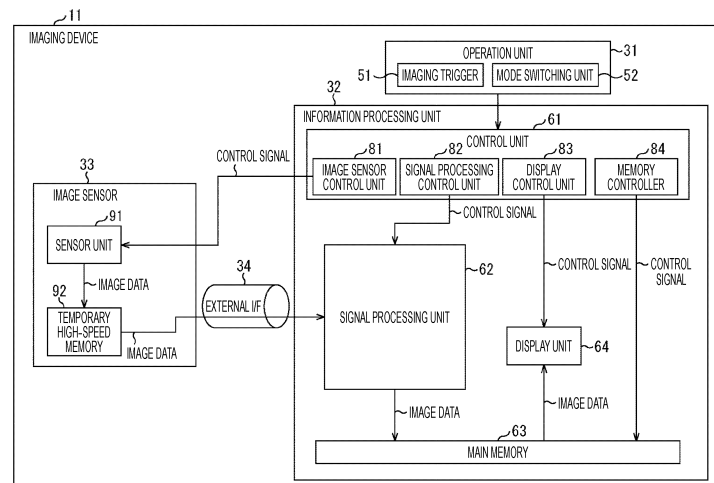 11
IMAGING DEVICE
OPERATION UNIT
31
51
IMAGING TRIGGER
MODE SWITCHING UNIT
52
32
INFORMATION PROCESSING UNIT
61
CONTROL UNIT
81
82
83
84
IMAGE SENSOR
CONTROL UNIT
SIGNAL PROCESSING
CONTROL UNIT
DISPLAY
CONTROL UNIT
MEMORY
CONTROLLER
CONTROL SIGNAL
33
IMAGE SENSOR
91
SENSOR UNIT
IMAGE DATA
92
TEMPORARY
HIGH-SPEED
MEMORY
IMAGE DATA
34
EXTERNAL I/F
CONTROL SIGNAL
62
SIGNAL PROCESSING UNIT
CONTROL SIGNAL
CONTROL
SIGNAL
DISPLAY UNIT
64
IMAGE DATA
IMAGE DATA
63
MAIN MEMORY